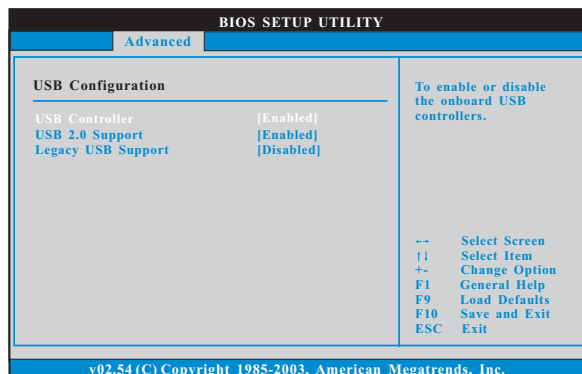 BIOS SETUP UTILITY
Advanced
USB Configuration
USB Controller [Enabled]
USB 2.0 Support [Enabled]
Legacy USB Support [Disabled]
To enable or disable
the onboard USB
controllers.
←→ Select Screen
↑↓ Select Item
+- Change Option
F1 General Help
F9 Load Defaults
F10 Save and Exit
ESC Exit
v02.54 (C) Copyright 1985-2003, American Megatrends, Inc.